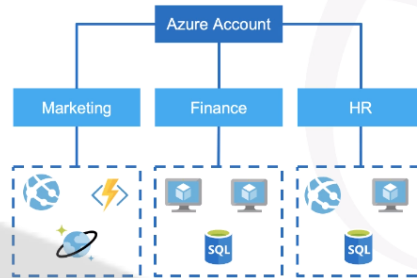 Azure Account
Marketing
Finance
HR
SQL
SQL